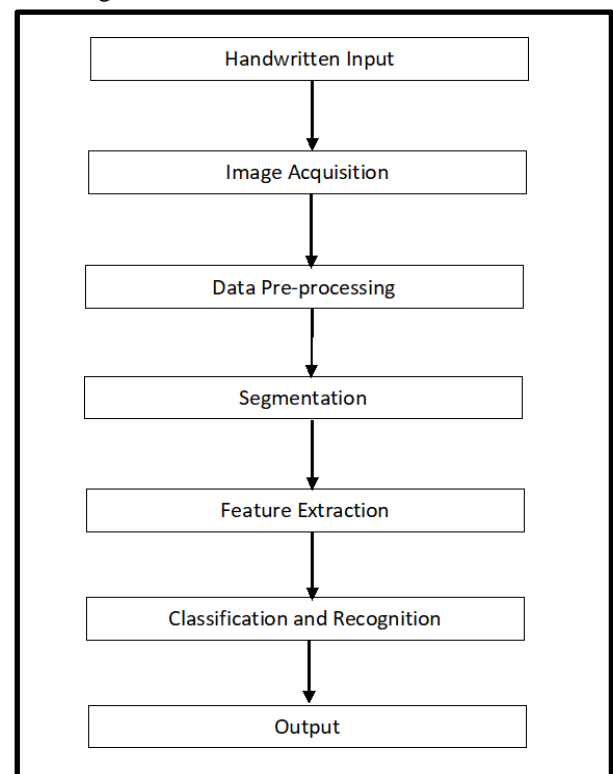 Handwritten Input
Image Acquisition
Data Pre-processing
Segmentation
Feature Extraction
Classification and Recognition
Output